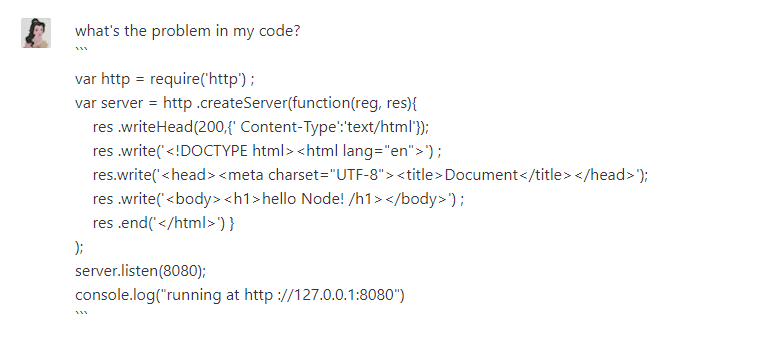 what's the problem in my code?
```
var http = require('http') ;
var server = http .createServer(function(reg, res){
res .writeHead(200,{' Content-Type':'text/html'});
res .write('<!DOCTYPE html><html lang="en">') ;
res.write('<head><meta charset="UTF-8"><title>Document</title></head>');
res .write('<body><h1>hello Node! /h1></body>') ;
res .end('</html>') }
);
server.listen(8080);
console.log("running at http ://127.0.0.1:8080")
```